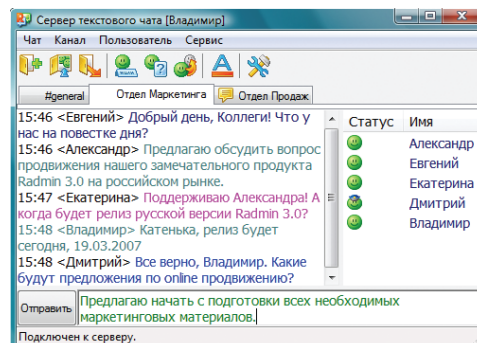 Сервер текстового чата [Владимир]
Чат Канал Пользователь Сервис
#general Отдел Маркетинга Отдел Продаж
15:46 <Евгений> Добрый день, Коллеги! Что у
нас на повестке дня?
15:46 <Александр> Предлагаю обсудить вопрос
продвижения нашего замечательного продукта
Radmin 3.0 на российском рынке.
15:47 <Екатерина> Поддерживаю Александра! А
когда будет релиз русской версии Radmin 3.0?
15:48 <Владимир> Катенька, релиз будет
сегодня, 19.03.2007
15:48 <Дмитрий> Все верно, Владимир. Какие
будут предложения по online продвижению?
Статус Имя
Александр
Евгений
Екатерина
Дмитрий
Владимир
Отправить
Предлагаю начать с подготовки всех необходимых
маркетинговых материалов.
Подключен к серверу.